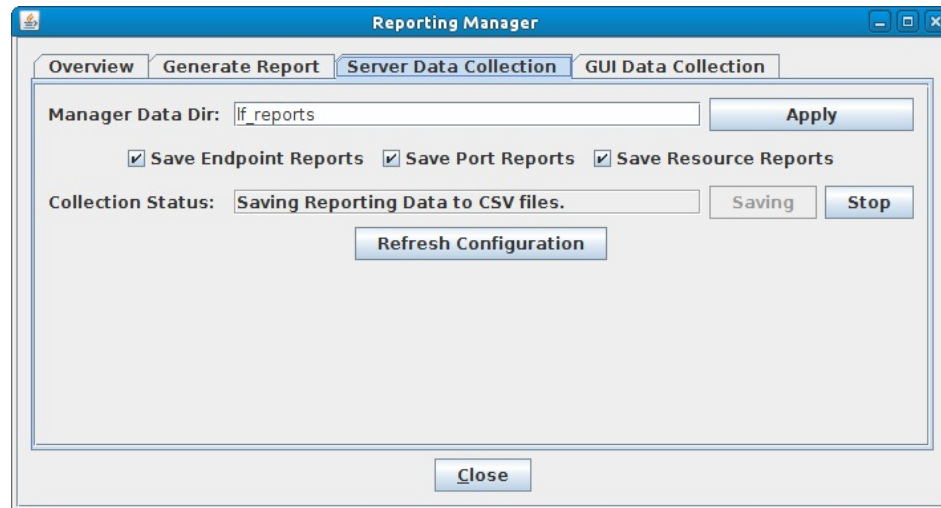 Reporting Manager
Overview Generate Report Server Data Collection GUI Data Collection
Manager Data Dir: lf_reports Apply
Save Endpoint Reports Save Port Reports Save Resource Reports
Collection Status: Saving Reporting Data to CSV files. Saving Stop
Refresh Configuration
Close